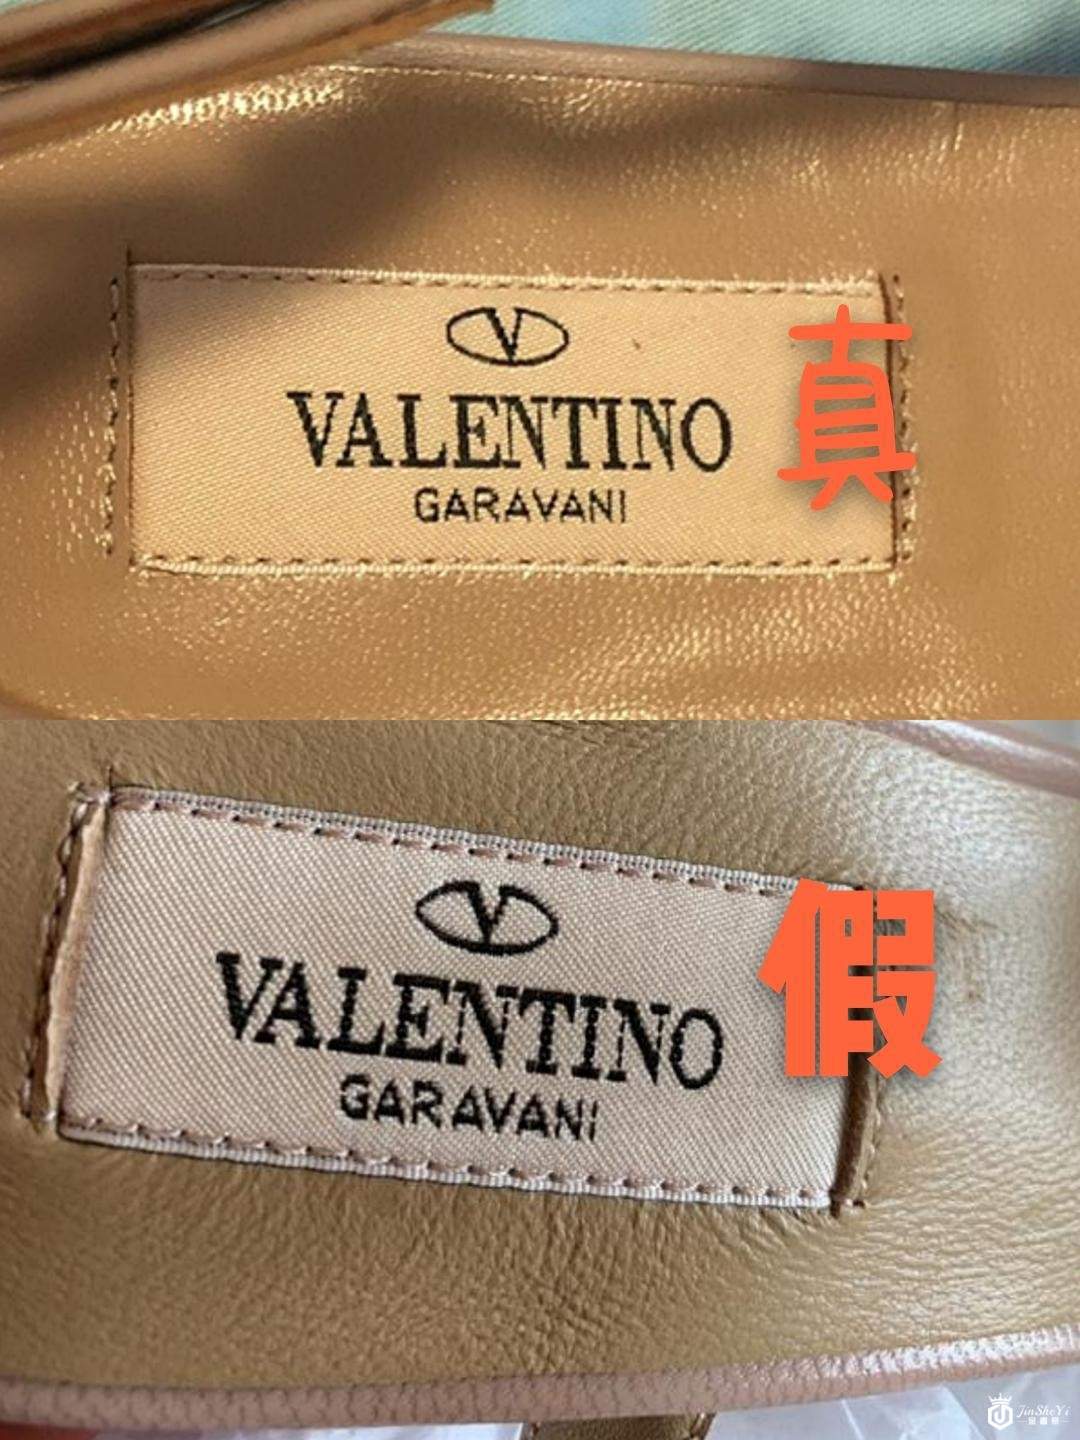 V
VALENTINO
GARAVANI
真
V
VALENTINO
GARAVANI
假
JinSheYi